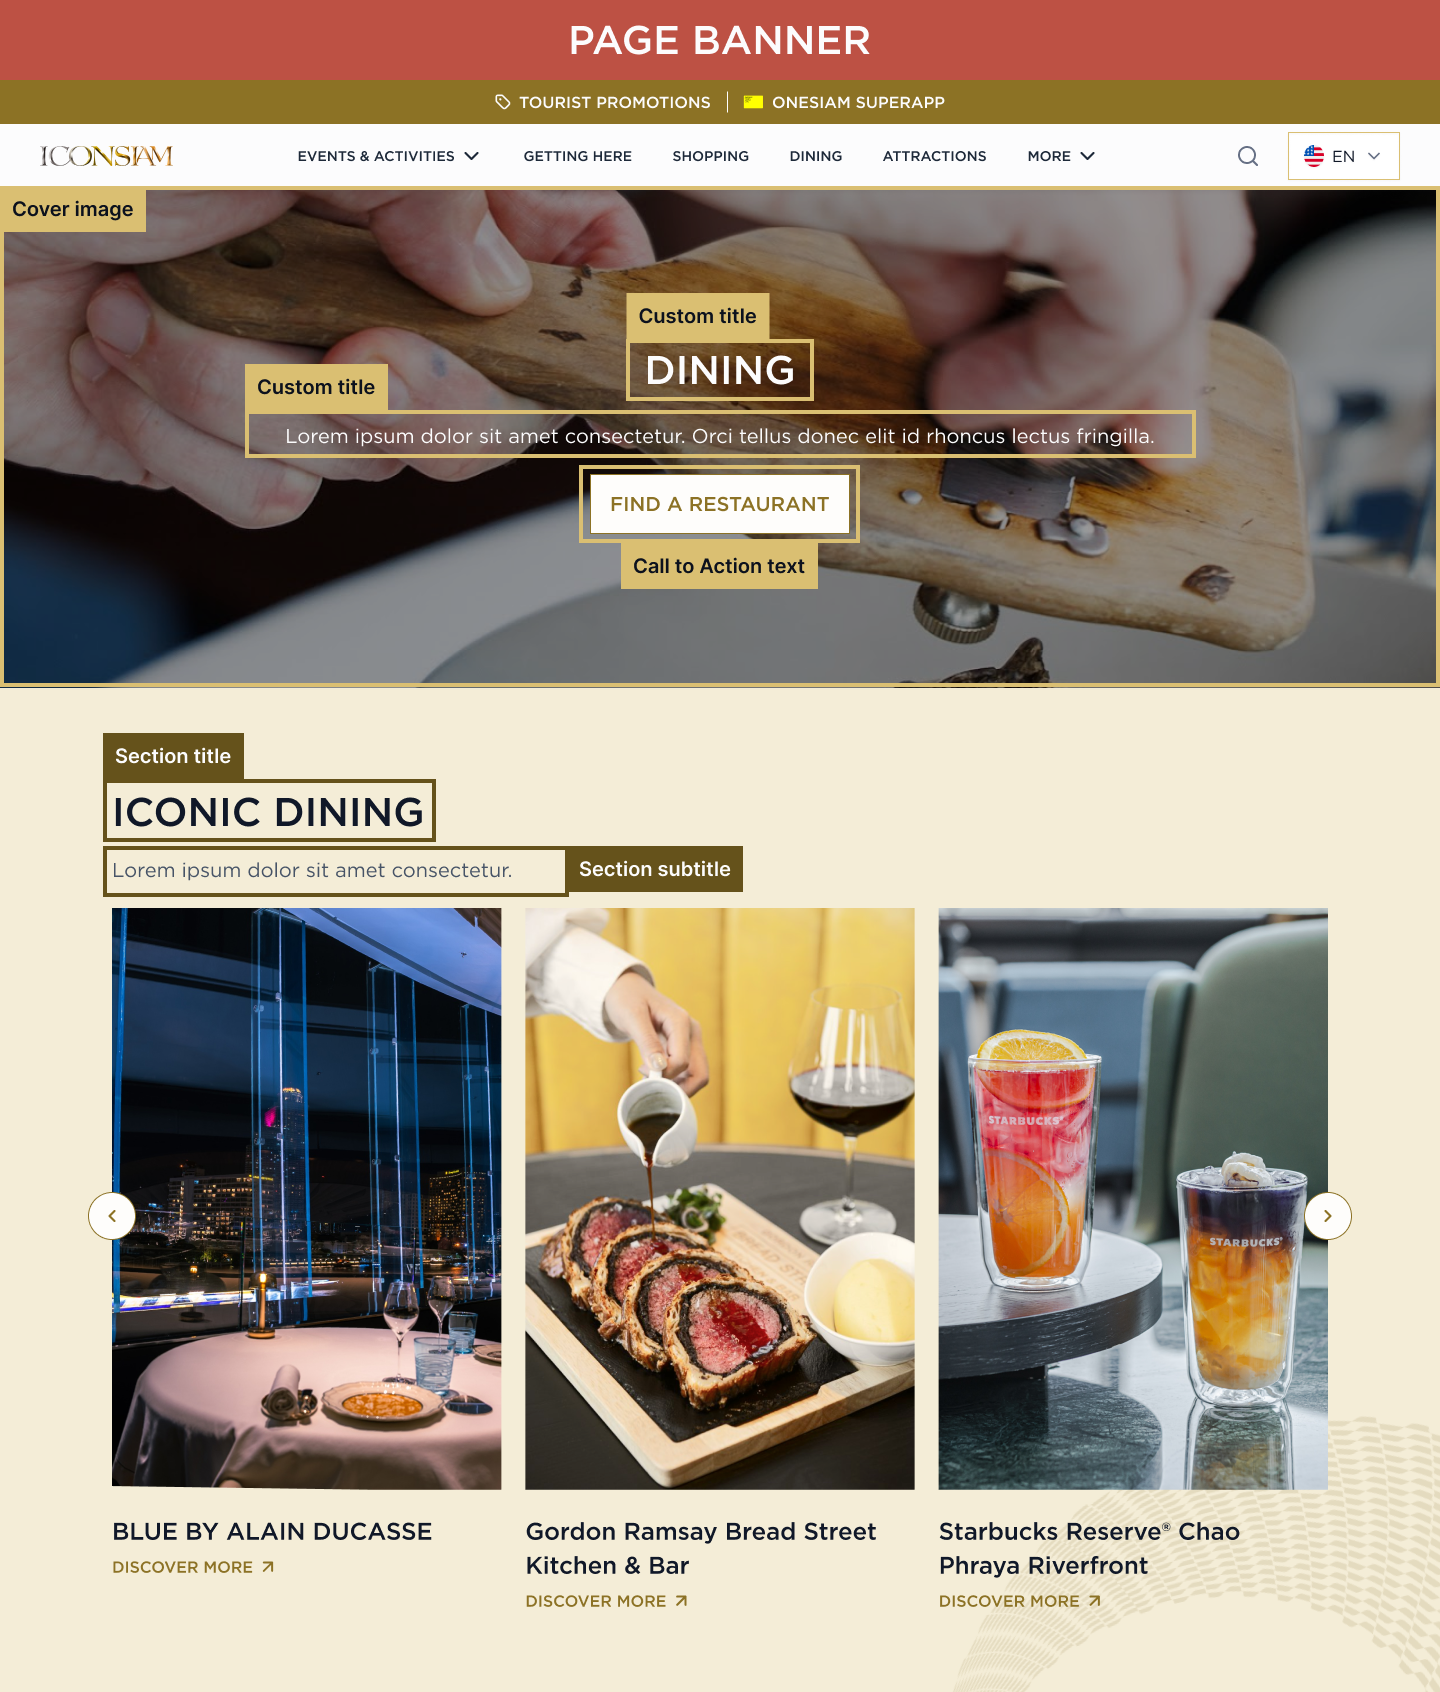 PAGE BANNER
TOURIST PROMOTIONS
ONESIAM SUPERAPP
ICONSIAM
EVENTS & ACTIVITIES
GETTING HERE
SHOPPING
DINING
ATTRACTIONS
MORE
EN
Cover image
Custom title
DINING
Custom title
Lorem ipsum dolor sit amet consectetur. Orci tellus donec elit id rhoncus lectus fringilla.
FIND A RESTAURANT
Call to Action text
Section title
ICONIC DINING
Lorem ipsum dolor sit amet consectetur.
Section subtitle
STARBUCKS®
STARBUCKS®
BLUE BY ALAIN DUCASSE
DISCOVER MORE
Gordon Ramsay Bread Street
Kitchen & Bar
DISCOVER MORE
Starbucks Reserve® Chao
Phraya Riverfront
DISCOVER MORE